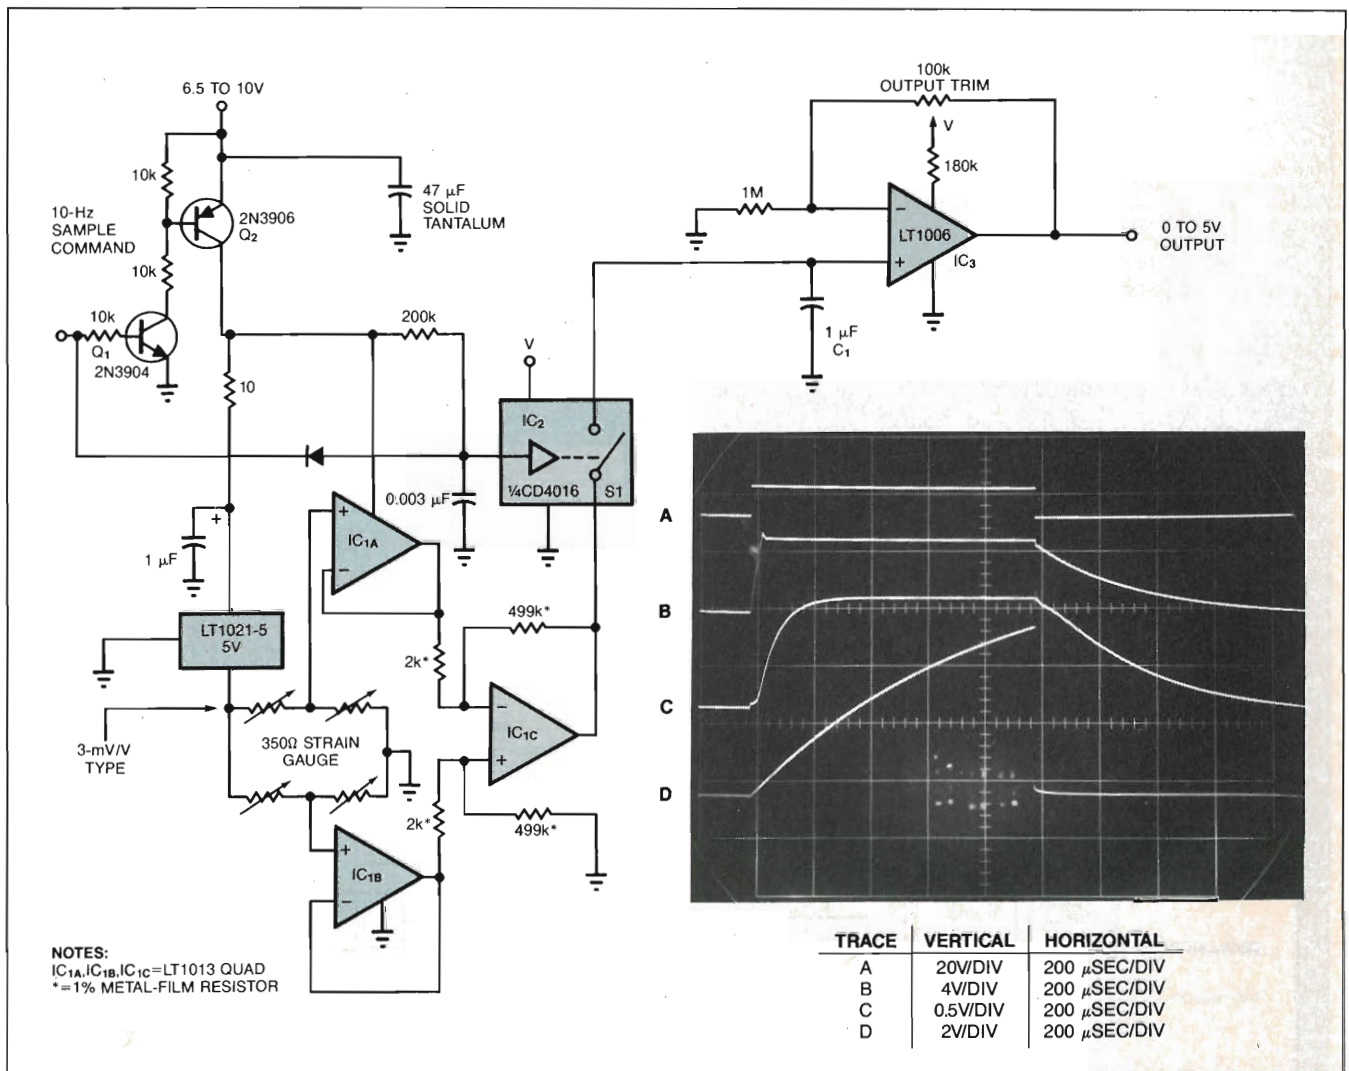 6.5 TO 10V
10k
47 µF
SOLID
TANTALUM
10-Hz
SAMPLE
COMMAND
2N3906
Q2
10k
10k
Q1
2N3904
200k
10
100k
OUTPUT TRIM
V
180k
1M
−
LT1006
+
IC3
0 TO 5V
OUTPUT
1 µF
C1
V
IC2
¼CD4016
S1
0.003 µF
+
1 µF
+
IC1A
−
LT1021-5
5V
2k*
499k*
−
IC1C
+
3-mV/V
TYPE
350Ω STRAIN
GAUGE
2k*
499k*
+
IC1B
−
A
B
C
D
NOTES:
IC1A,IC1B,IC1C=LT1013 QUAD
*=1% METAL-FILM RESISTOR
TRACE VERTICAL HORIZONTAL
A 20V/DIV 200 µSEC/DIV
B 4V/DIV 200 µSEC/DIV
C 0.5V/DIV 200 µSEC/DIV
D 2V/DIV 200 µSEC/DIV